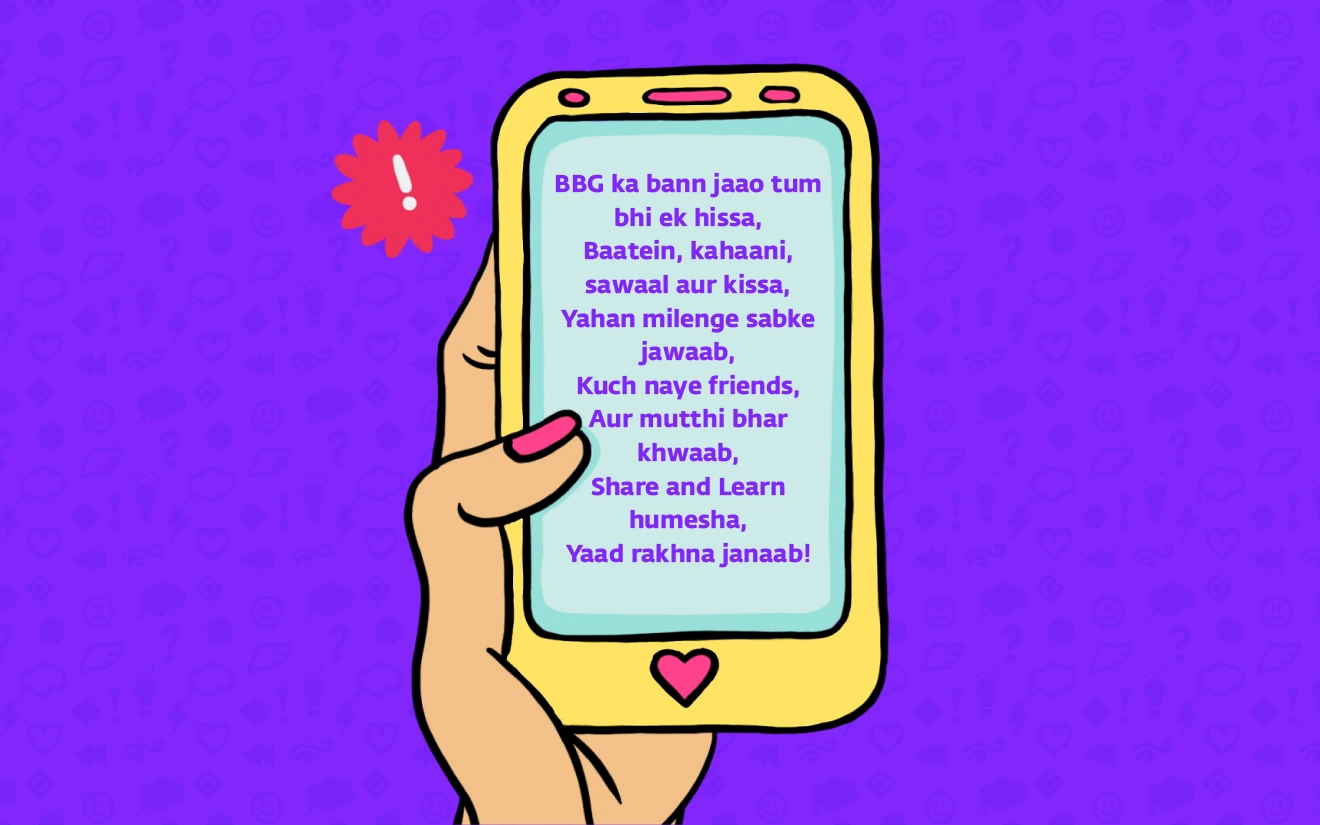 BBG ka bann jaao tum
bhi ek hissa,
Baatein, kahaani,
sawaal aur kissa,
Yahan milenge sabke
jawaab,
Kuch naye friends,
Aur mutthi bhar
khwaab,
Share and Learn
humesha,
Yaad rakhna janaab!